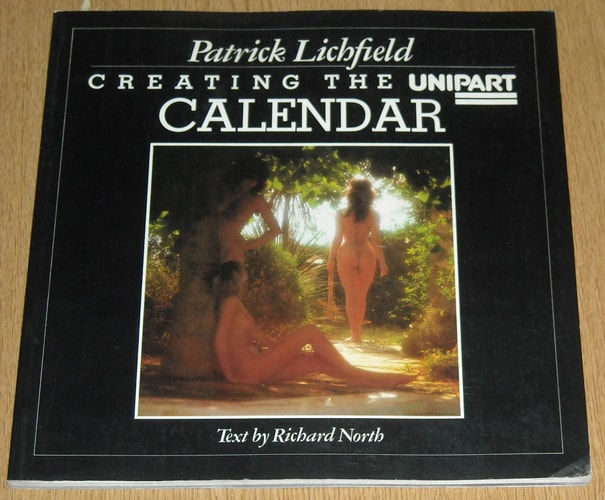 Patrick Lichfield
CREATING THE UNIPART
CALENDAR
Text by Richard North